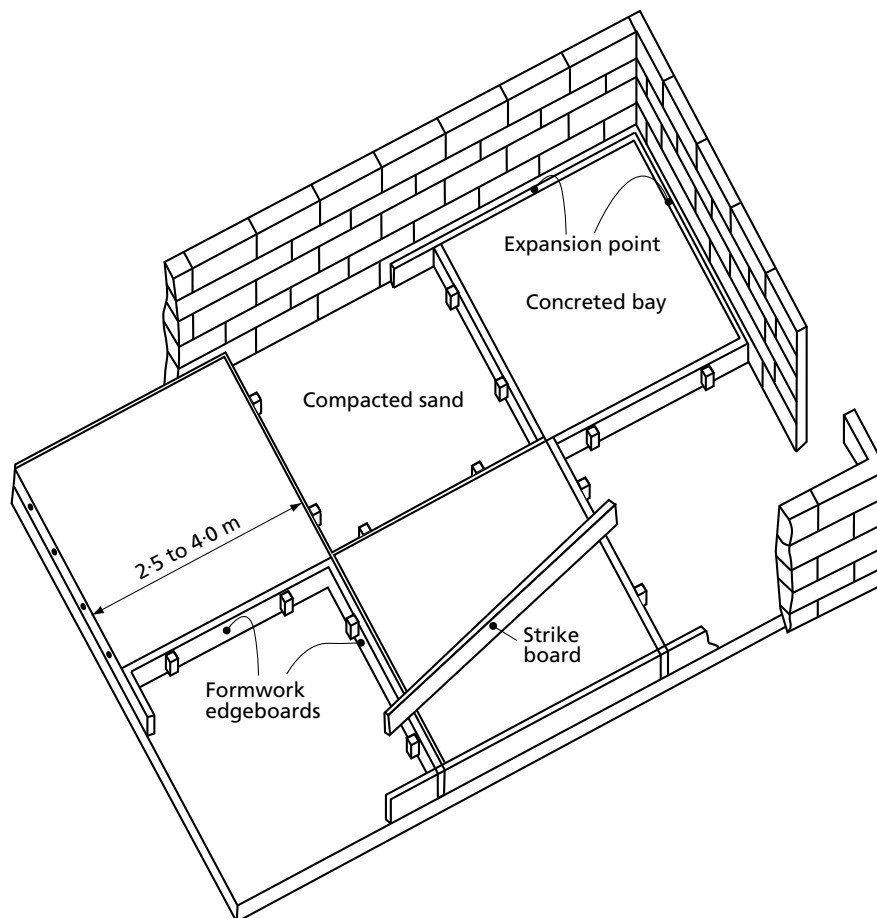 Expansion point
Concreted bay
Compacted sand
2·5 to 4·0 m
Strike
board
Formwork
edgeboards